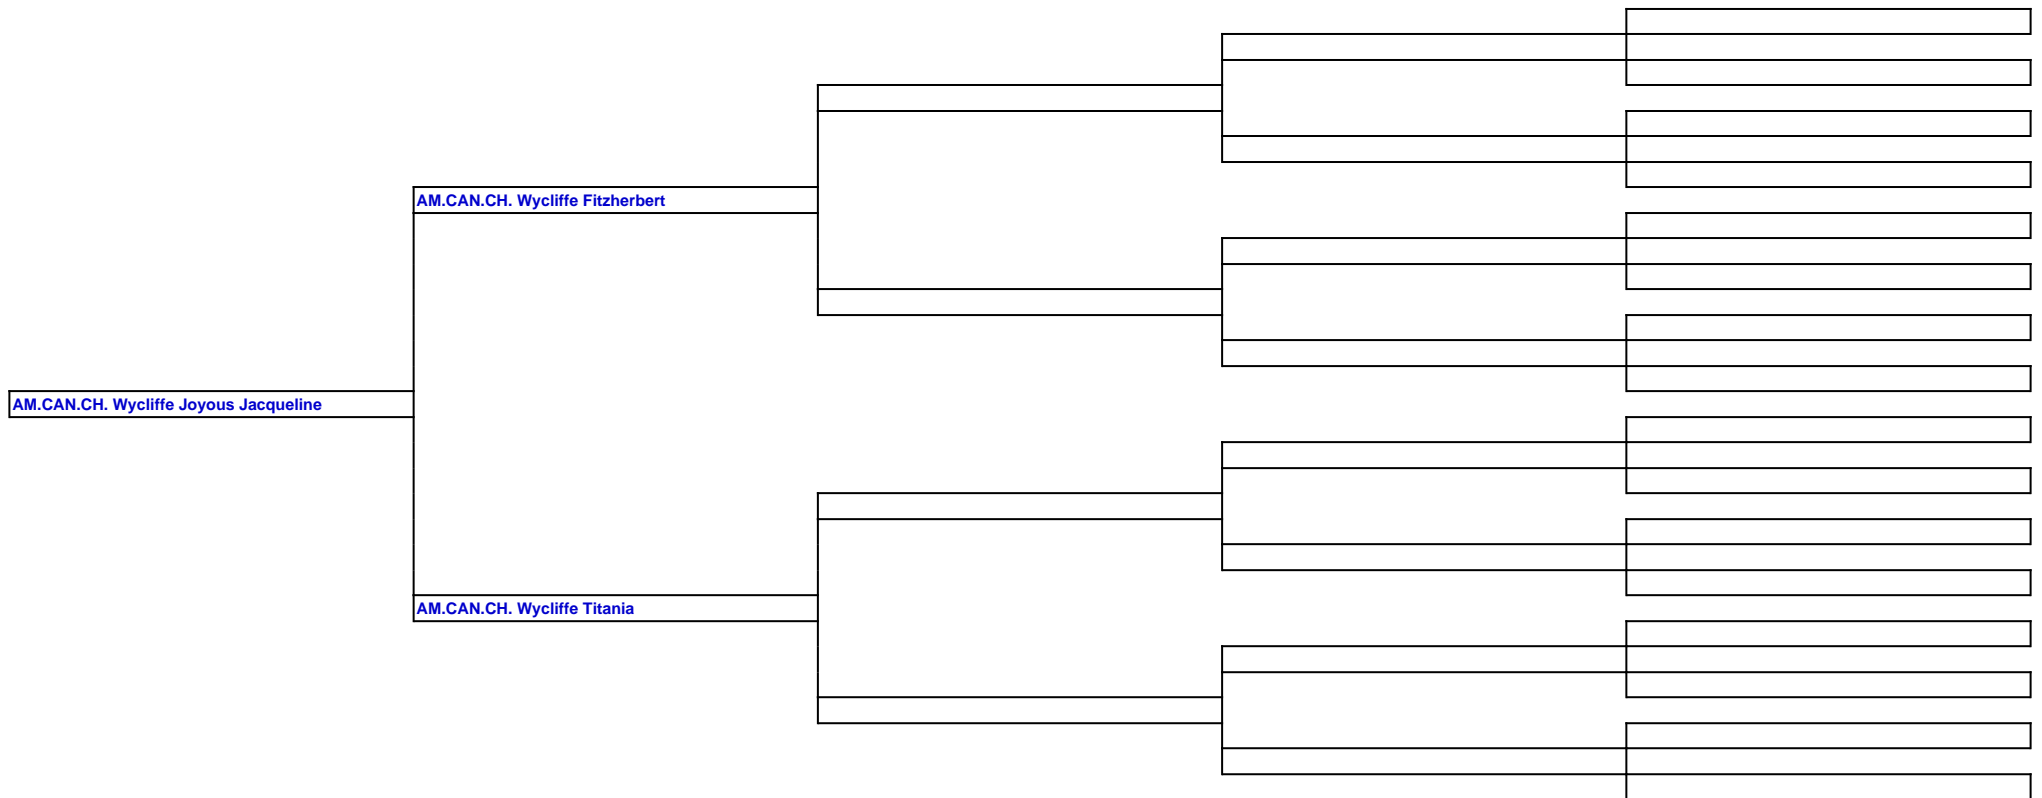 AM.CAN.CH. Wycliffe Fitzherbert
AM.CAN.CH. Wycliffe Joyous Jacqueline
AM.CAN.CH. Wycliffe Titania